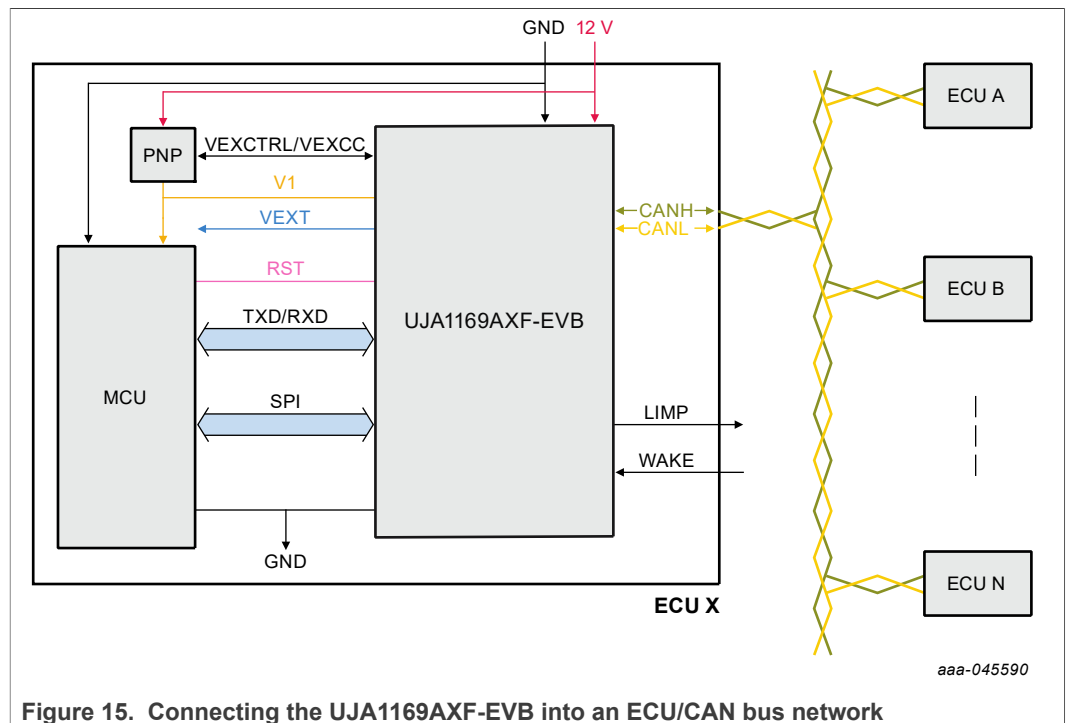 GND 12 V
ECU A
PNP
VEXCTRL/VEXCC
V1
VEXT
CANH
CANL
RST
ECU B
UJA1169AXF-EVB
TXD/RXD
MCU
SPI
LIMP
WAKE
GND
ECU N
ECU X
aaa-045590
Figure 15. Connecting the UJA1169AXF-EVB into an ECU/CAN bus network